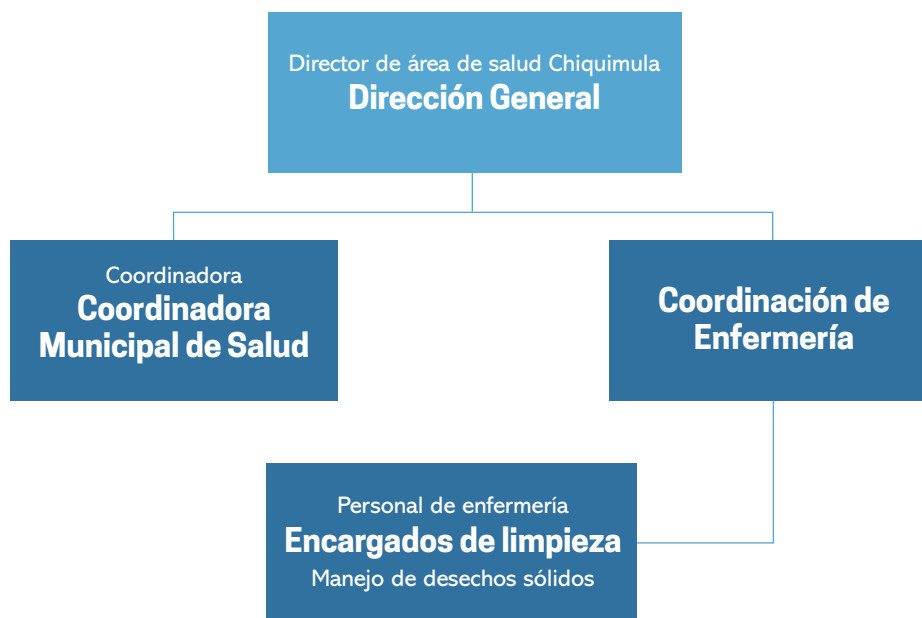 Director de área de salud Chiquimula
Dirección General
Coordinadora
Coordinadora
Municipal de Salud
Coordinación de
Enfermería
Personal de enfermería
Encargados de limpieza
Manejo de desechos sólidos